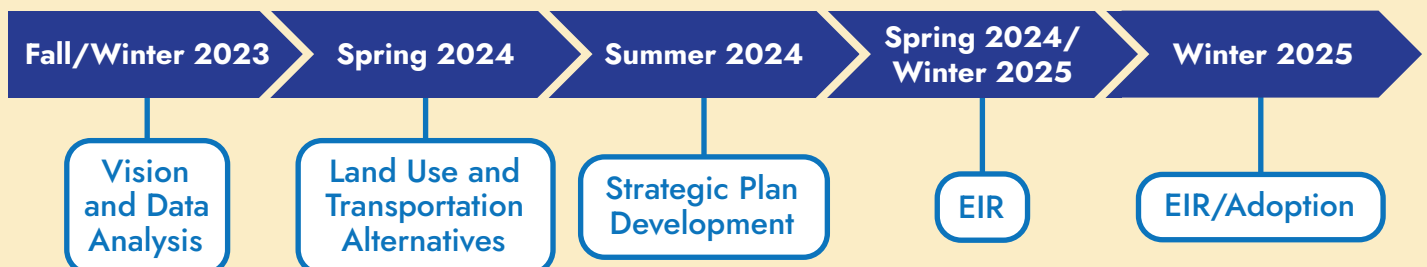 Fall/Winter 2023
Spring 2024
Summer 2024
Spring 2024/
Winter 2025
Winter 2025
Vision
and Data
Analysis
Land Use and
Transportation
Alternatives
Strategic Plan
Development
EIR
EIR/Adoption